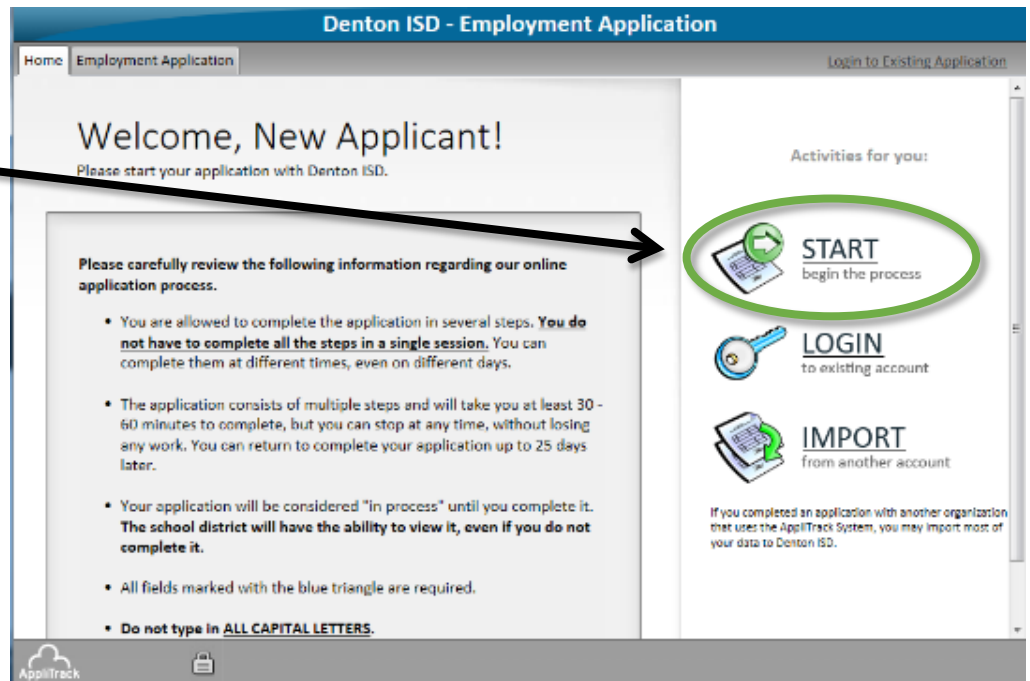 Denton ISD - Employment Application
Home Employment Application Login to Existing Application
Welcome, New Applicant!
Please start your application with Denton ISD.
Please carefully review the following information regarding our online
application process.
• You are allowed to complete the application in several steps. You do
not have to complete all the steps in a single session. You can
complete them at different times, even on different days.
• The application consists of multiple steps and will take you at least 30 -
60 minutes to complete, but you can stop at any time, without losing
any work. You can return to complete your application up to 25 days
later.
• Your application will be considered "in process" until you complete it.
The school district will have the ability to view it, even if you do not
complete it.
• All fields marked with the blue triangle are required.
• Do not type in ALL CAPITAL LETTERS.
Activities for you:
START
begin the process
LOGIN
to existing account
IMPORT
from another account
If you completed an application with another organization
that uses the AppliTrack System, you may import most of
your data to Denton ISD.
AppliTrack